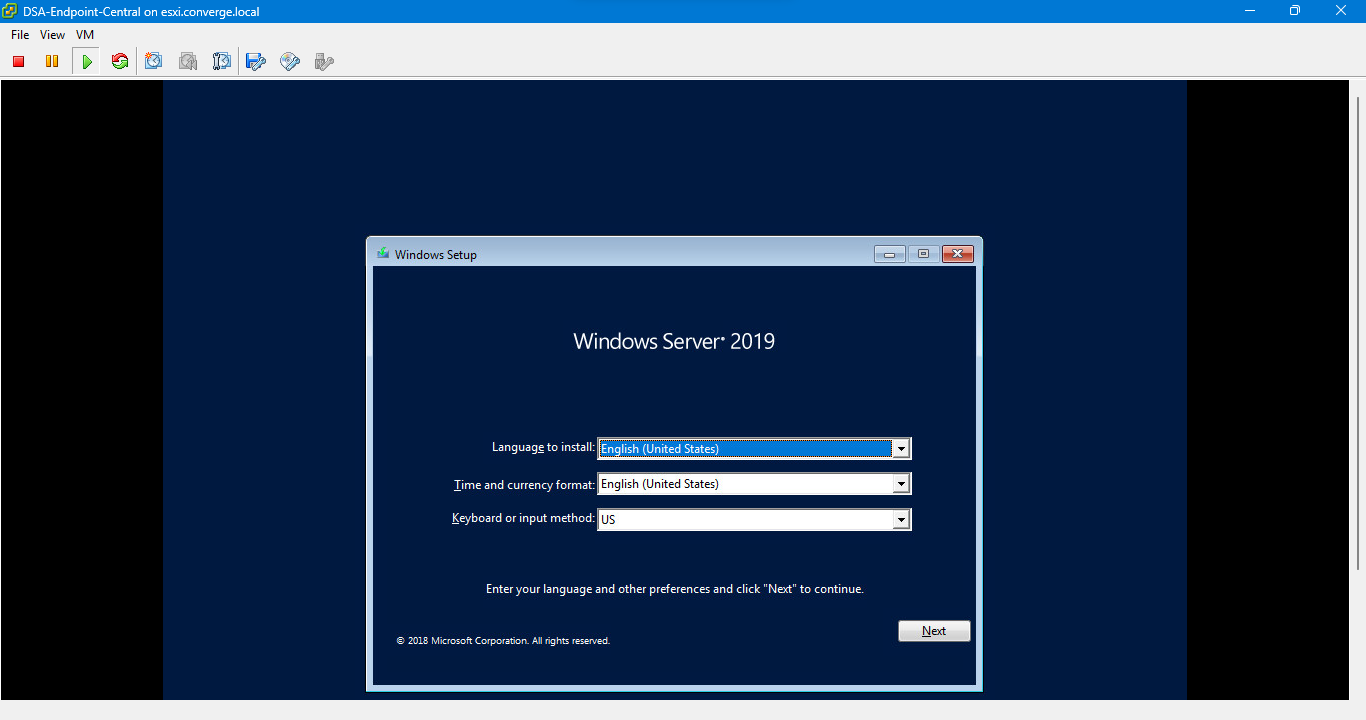 DSA-Endpoint-Central on esxi.converge.local
File View VM
Windows Setup
Windows Server® 2019
Language to install: English (United States)
Time and currency format: English (United States)
Keyboard or input method: US
Enter your language and other preferences and click "Next" to continue.
Next
© 2018 Microsoft Corporation. All rights reserved.